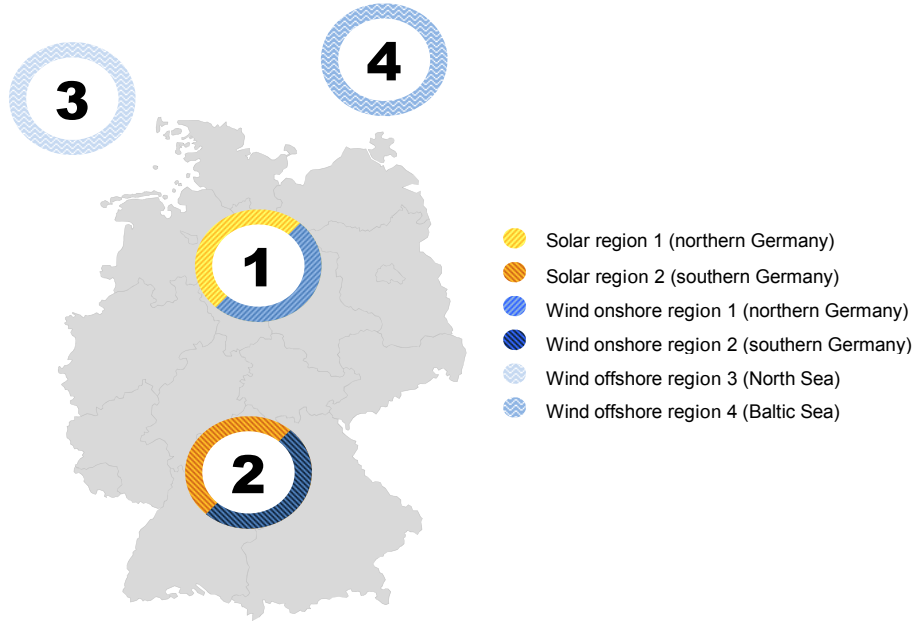 3
4
1
2
Solar region 1 (northern Germany)
Solar region 2 (southern Germany)
Wind onshore region 1 (northern Germany)
Wind onshore region 2 (southern Germany)
Wind offshore region 3 (North Sea)
Wind offshore region 4 (Baltic Sea)